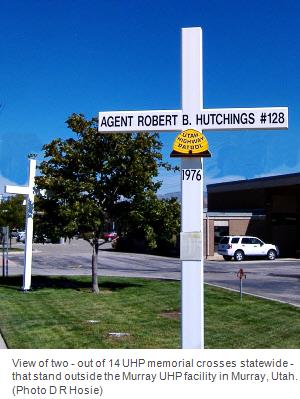 AGENT ROBERT B. HUTCHINGS #128
UTAH
HIGHWAY
PATROL
1976
View of two - out of 14 UHP memorial crosses statewide -
that stand outside the Murray UHP facility in Murray, Utah.
(Photo D R Hosie)